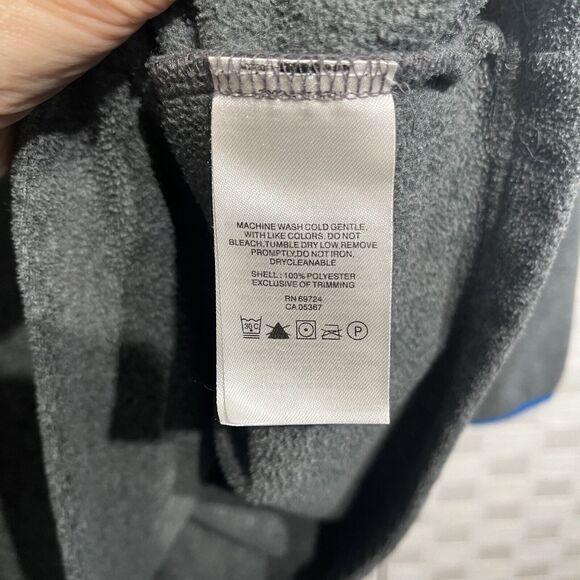 MACHINE WASH COLD GENTLE,
WITH LIKE COLORS, DO NOT
BLEACH,TUMBLE DRY LOW,REMOVE
PROMPTLY,DO NOT IRON,
DRYCLEANABLE
SHELL : 100% POLYESTER
EXCLUSIVE OF TRIMMING
RN 69724
CA 05367
30 C P